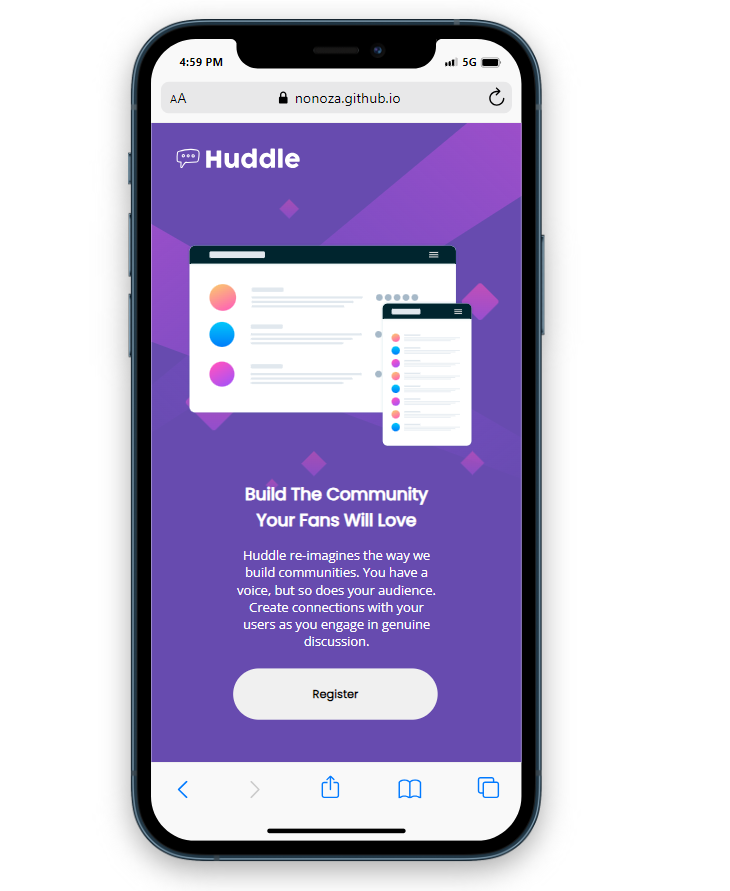 4:59 PM
5G
AA
nonoza.github.io
Huddle
Build The Community
Your Fans Will Love
Huddle re-imagines the way we
build communities. You have a
voice, but so does your audience.
Create connections with your
users as you engage in genuine
discussion.
Register